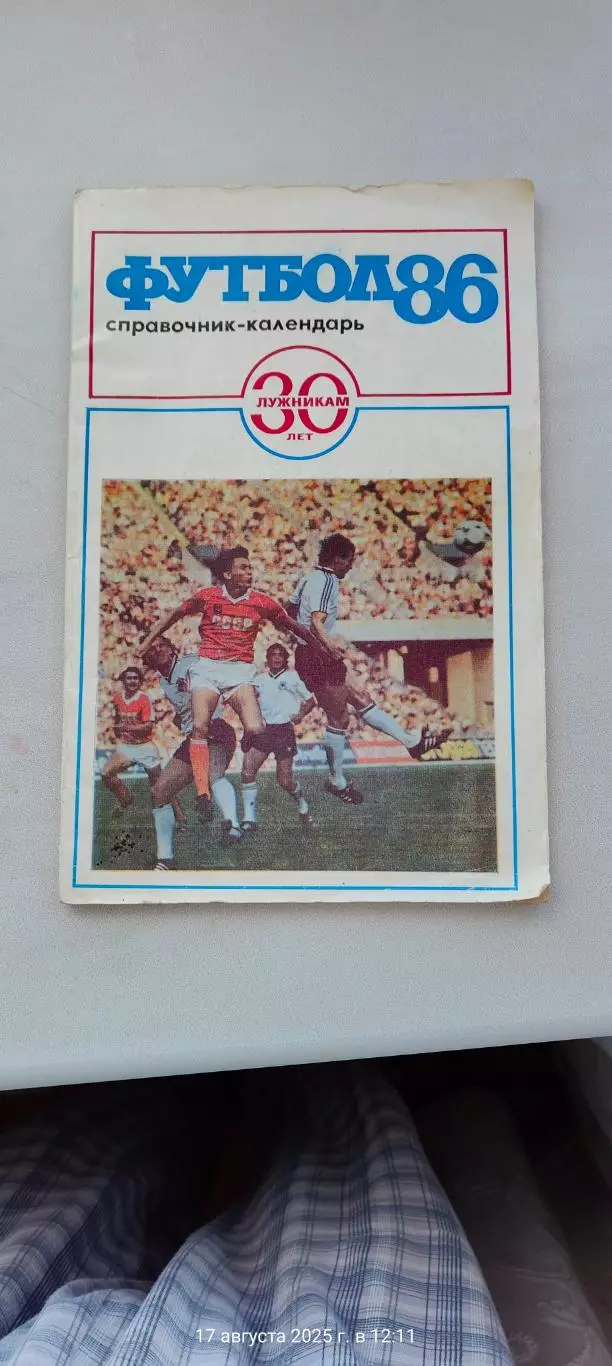 ФУТБОЛ86
справочник-календарь
30
ЛУЖНИКАМ
ЛЕТ
СССР
17 августа 2025 г. в 12:11